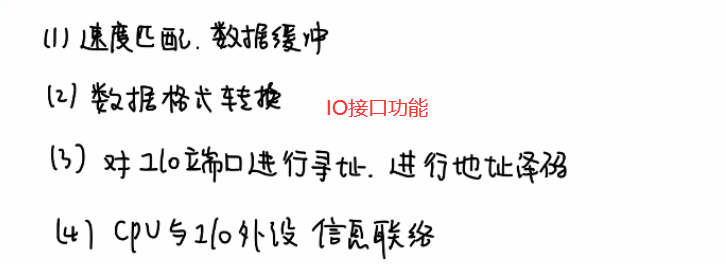 (1) 速度匹配. 数据缓冲
(2) 数据格式转换
IO接口功能
(3) 对I/O端口进行寻址. 进行地址译码
(4) CPU与I/O外设 信息联络